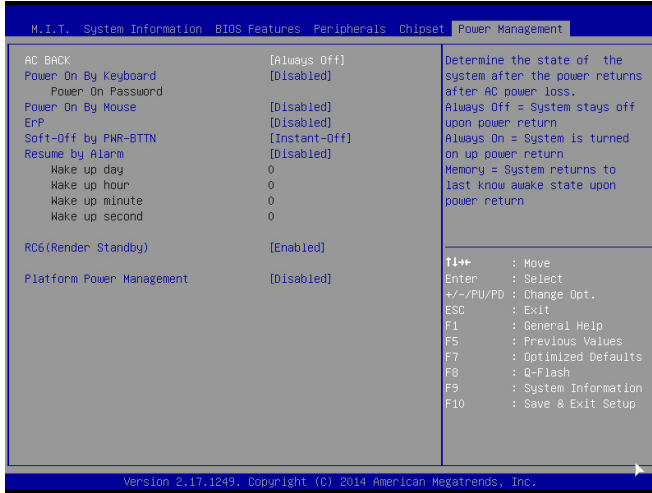 M.I.T. System Information BIOS Features Peripherals Chipset Power Management
AC BACK [Always Off]
Power On By Keyboard [Disabled]
Power On Password
Power On By Mouse [Disabled]
ErP [Disabled]
Soft-Off by PWR-BTTN [Instant-Off]
Resume by Alarm [Disabled]
Wake up day 0
Wake up hour 0
Wake up minute 0
Wake up second 0
RC6(Render Standby) [Enabled]
Platform Power Management [Disabled]
Determine the state of the
system after the power returns
after AC power loss.
Always Off = System stays off
upon power return
Always On = System is turned
on up power return
Memory = System returns to
last know awake state upon
power return
↑↓→← : Move
Enter : Select
+/-/PU/PD : Change Opt.
ESC : Exit
F1 : General Help
F5 : Previous Values
F7 : Optimized Defaults
F8 : Q-Flash
F9 : System Information
F10 : Save & Exit Setup
Version 2.17.1249. Copyright (C) 2014 American Megatrends, Inc.